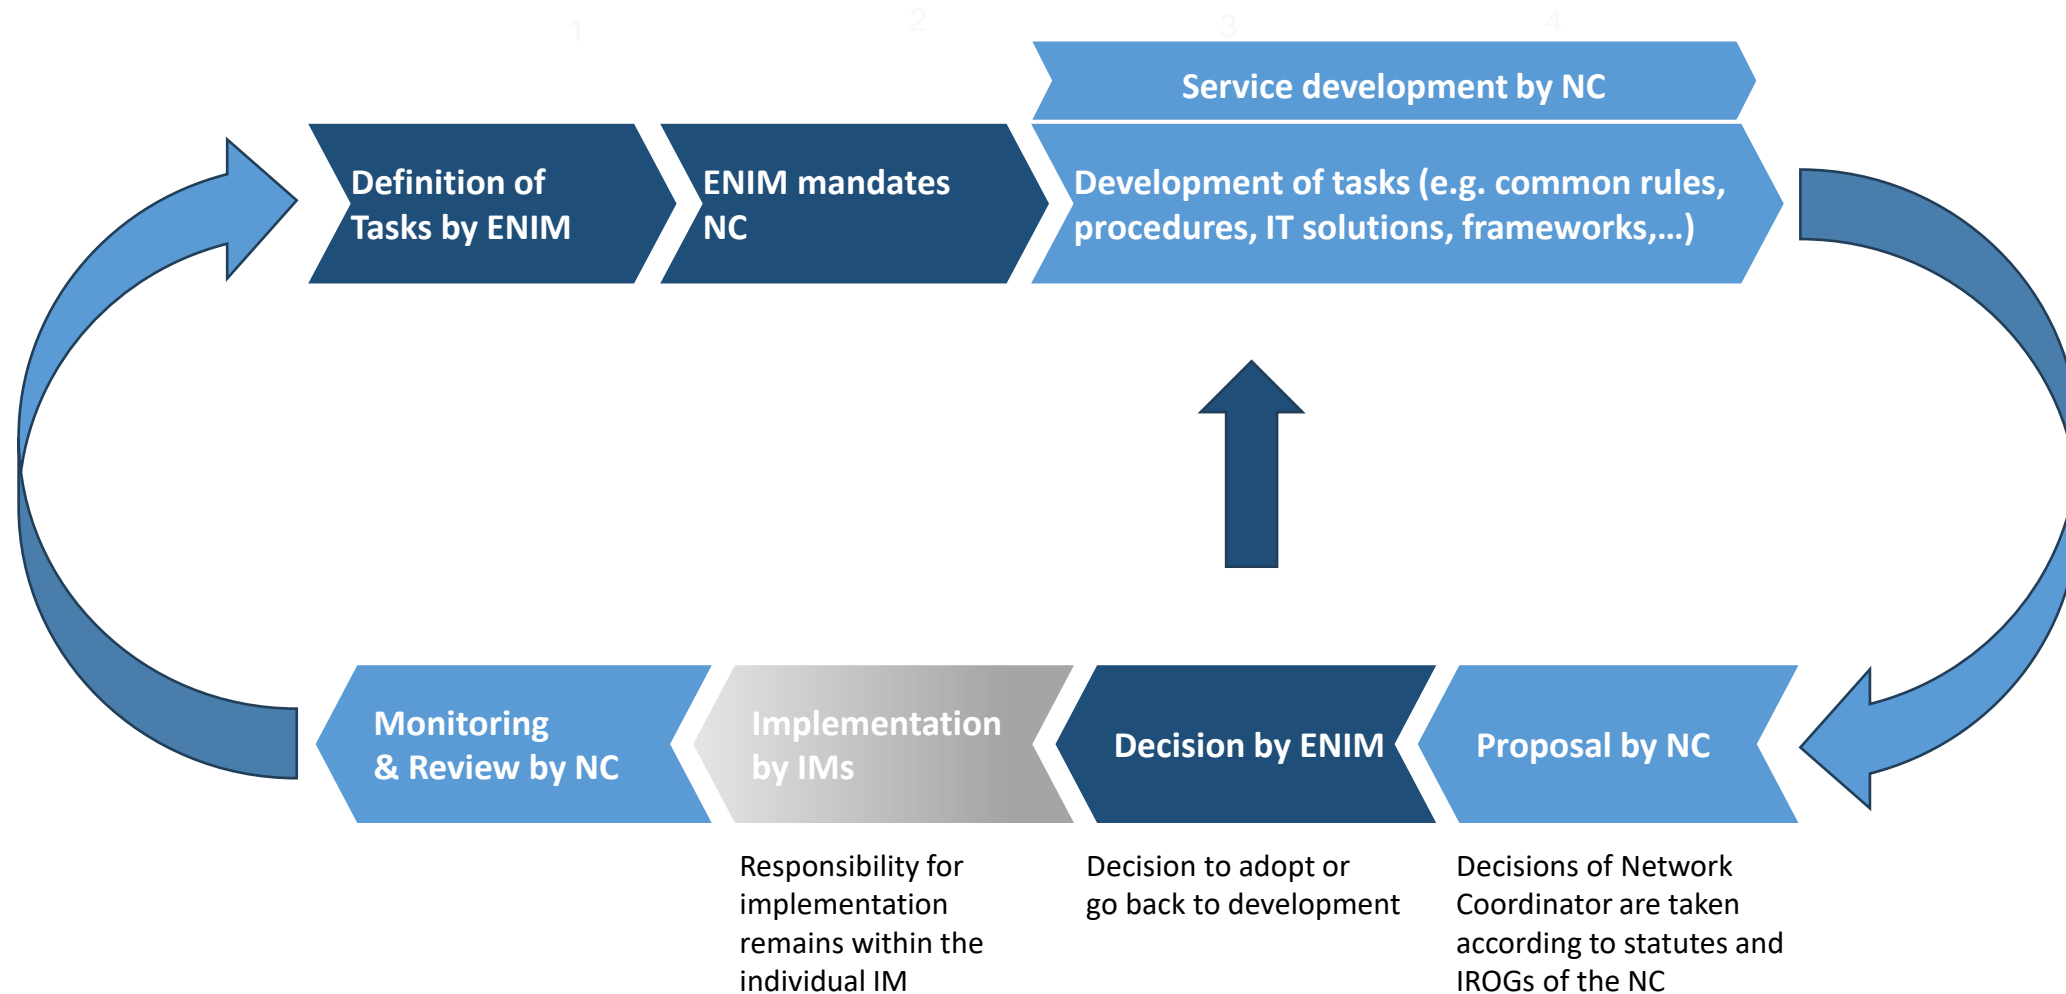 1
2
3
4
Service development by NC
Definition of
Tasks by ENIM
ENIM mandates
NC
Development of tasks (e.g. common rules,
procedures, IT solutions, frameworks,...)
Monitoring
& Review by NC
Implementation
by IMs
Decision by ENIM
Proposal by NC
Responsibility for
implementation
remains within the
individual IM
Decision to adopt or
go back to development
Decisions of Network
Coordinator are taken
according to statutes and
IROGs of the NC